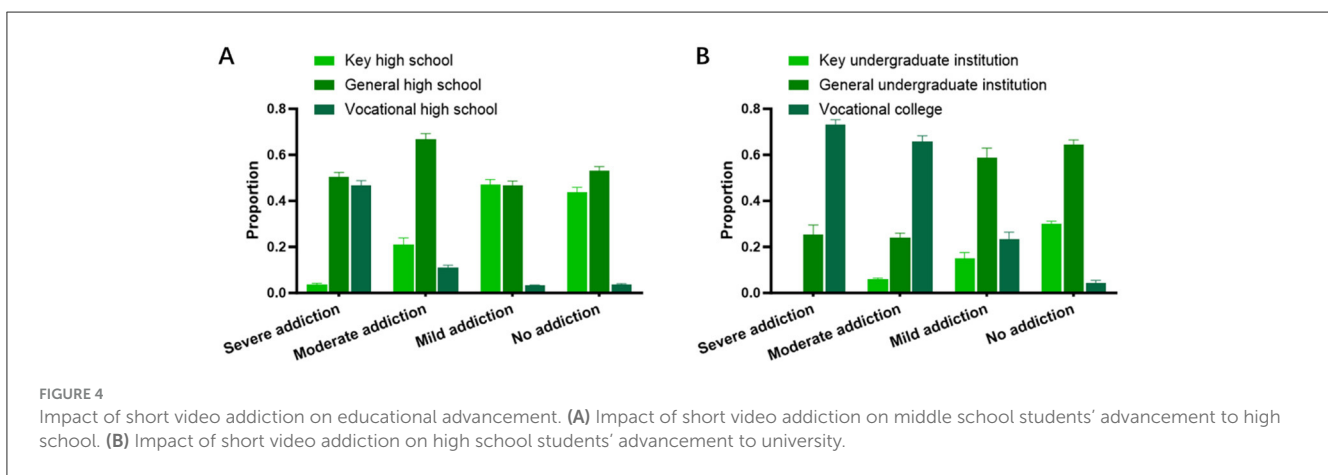 A
Key high school
General high school
Vocational high school
Proportion
0.8
0.6
0.4
0.2
0.0
Severe addiction
Moderate addiction
Mild addiction
No addiction
B
Key undergraduate institution
General undergraduate institution
Vocational college
Proportion
0.8
0.6
0.4
0.2
0.0
Severe addiction
Moderate addiction
Mild addiction
No addiction
FIGURE 4
Impact of short video addiction on educational advancement. (A) Impact of short video addiction on middle school students’ advancement to high
school. (B) Impact of short video addiction on high school students’ advancement to university.